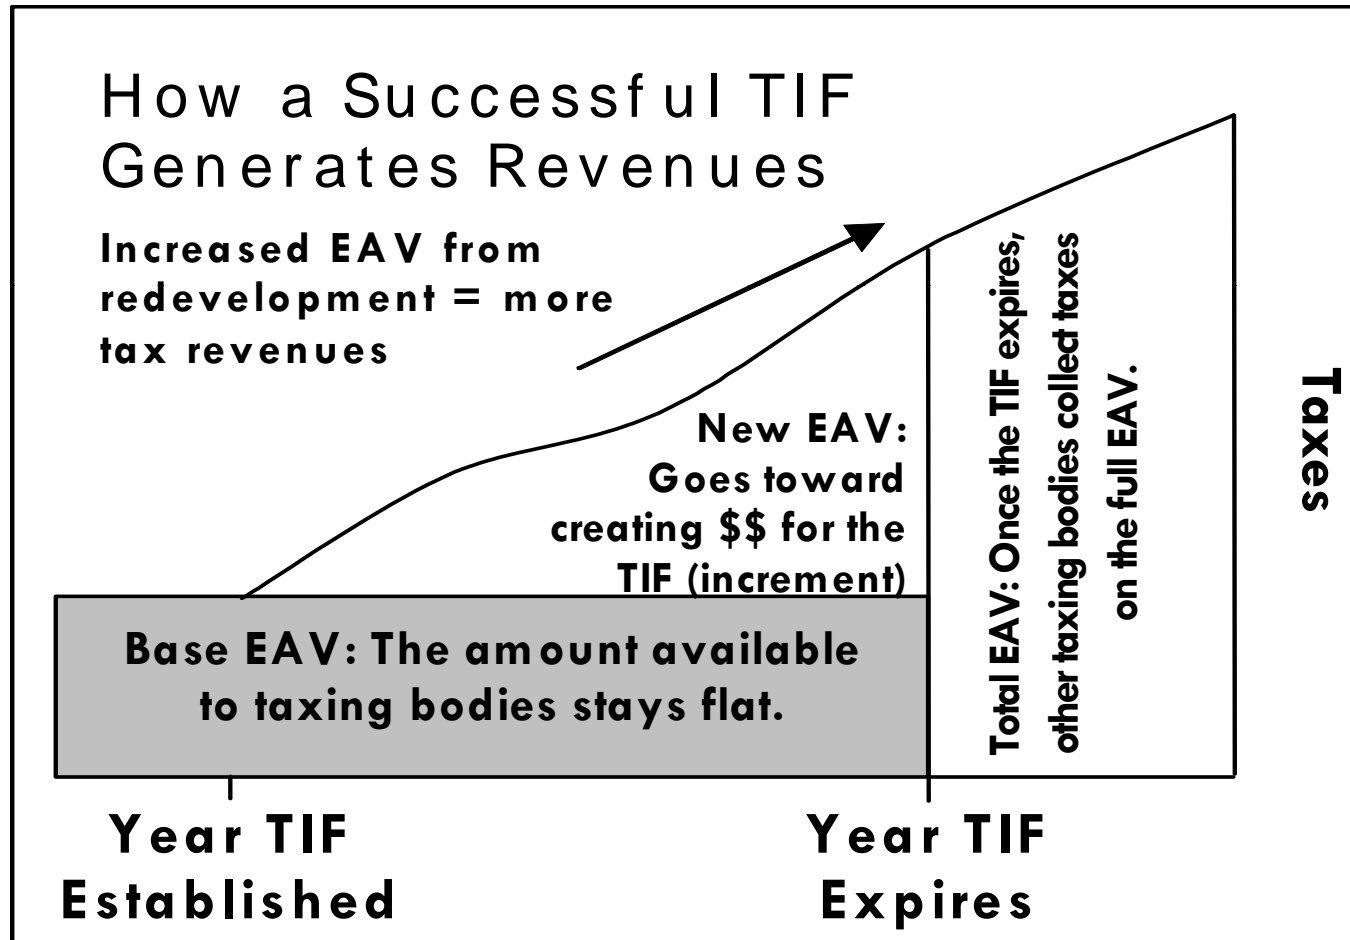 How a Successful TIF
Generates Revenues
Increased EAV from
redevelopment = more
tax revenues
New EAV:
Goes toward
creating $$ for the
TIF (increment)
Base EAV: The amount available
to taxing bodies stays flat.
Total EAV: Once the TIF expires,
other taxing bodies collect taxes
on the full EAV.
Taxes
Year TIF
Established
Year TIF
Expires